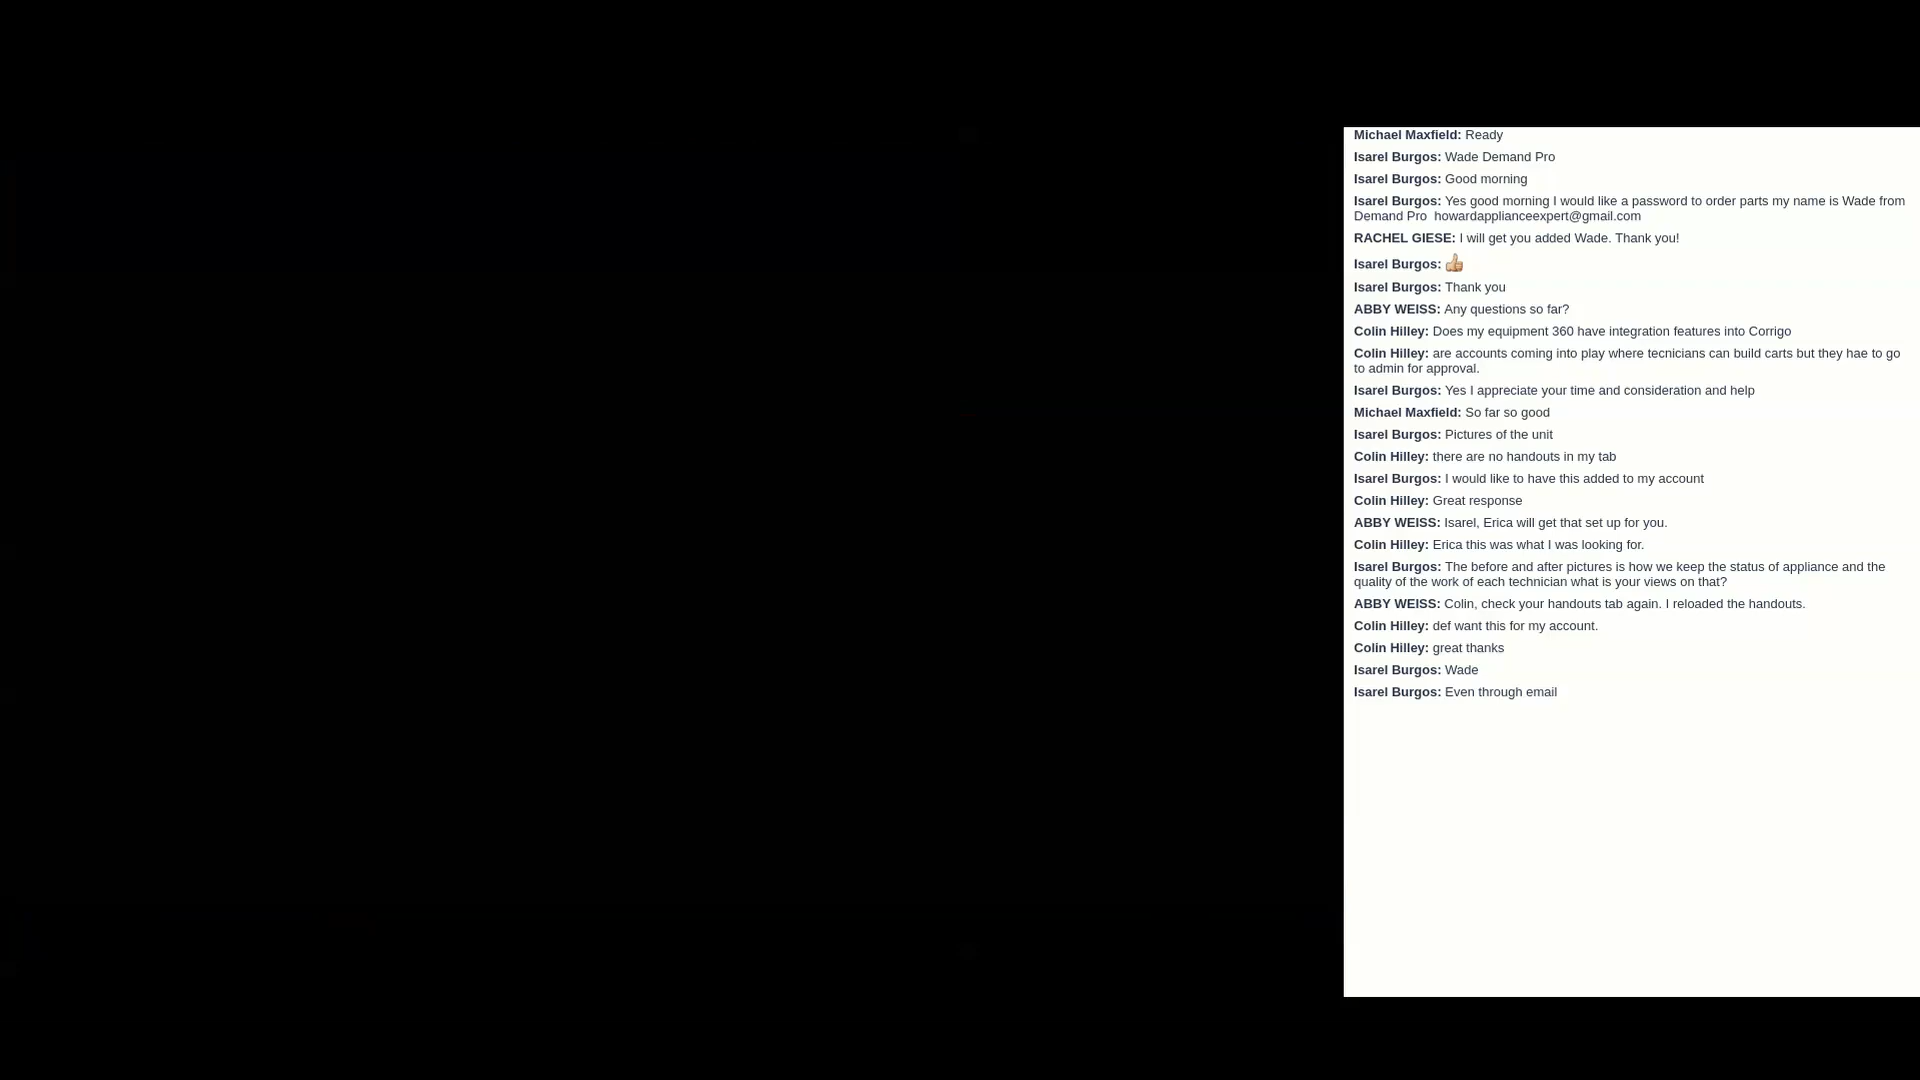 Michael Maxfield: Ready
Isarel Burgos: Wade Demand Pro
Isarel Burgos: Good morning
Isarel Burgos: Yes good morning I would like a password to order parts my name is Wade from
Demand Pro  howardapplianceexpert@gmail.com
RACHEL GIESE: I will get you added Wade. Thank you!
Isarel Burgos: 👍🏼
Isarel Burgos: Thank you
ABBY WEISS: Any questions so far?
Colin Hilley: Does my equipment 360 have integration features into Corrigo
Colin Hilley: are accounts coming into play where tecnicians can build carts but they hae to go
to admin for approval.
Isarel Burgos: Yes I appreciate your time and consideration and help
Michael Maxfield: So far so good
Isarel Burgos: Pictures of the unit
Colin Hilley: there are no handouts in my tab
Isarel Burgos: I would like to have this added to my account
Colin Hilley: Great response
ABBY WEISS: Isarel, Erica will get that set up for you.
Colin Hilley: Erica this was what I was looking for.
Isarel Burgos: The before and after pictures is how we keep the status of appliance and the
quality of the work of each technician what is your views on that?
ABBY WEISS: Colin, check your handouts tab again. I reloaded the handouts.
Colin Hilley: def want this for my account.
Colin Hilley: great thanks
Isarel Burgos: Wade
Isarel Burgos: Even through email